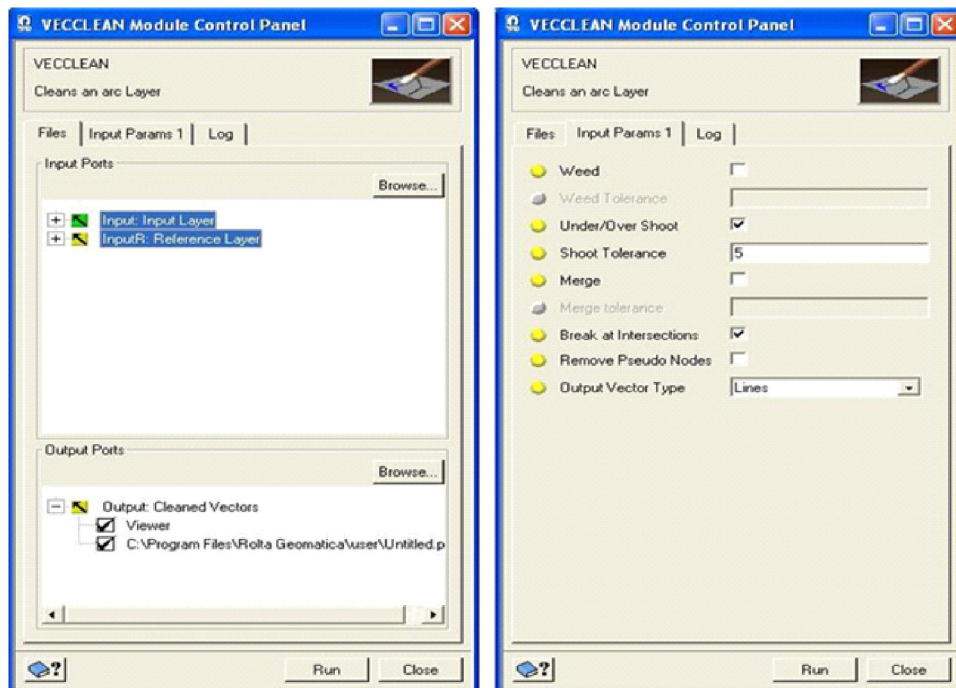 VECCLEAN Module Control Panel
VECCLEAN
Cleans an arc Layer
Files
Input Params 1
Log
Input Ports
Browse...
Input: Input Layer
InputR: Reference Layer
Output Ports
Browse...
Output: Cleaned Vectors
Viewer
C:\Program Files\Rolta Geomatica\user\Untitled.p
?
Run
Close
VECCLEAN Module Control Panel
VECCLEAN
Cleans an arc Layer
Files
Input Params 1
Log
Weed
Weed Tolerance
Under/Over Shoot
Shoot Tolerance
5
Merge
Merge tolerance
Break at Intersections
Remove Pseudo Nodes
Output Vector Type
Lines
?
Run
Close